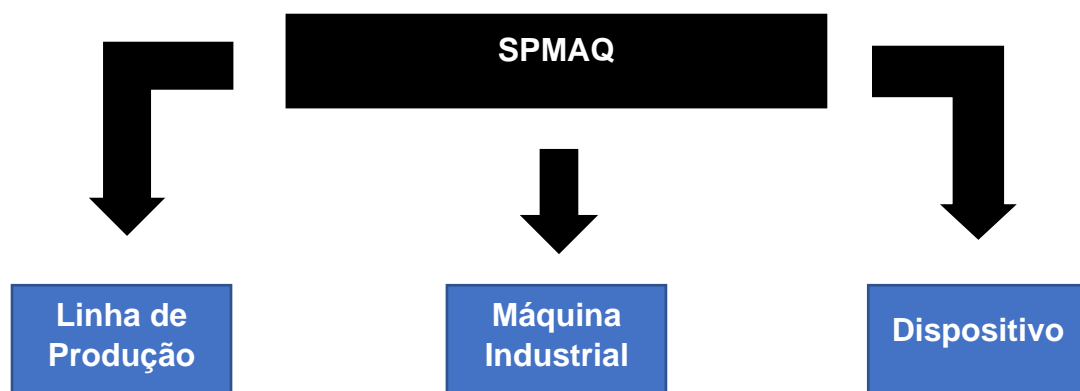 SPMAQ
Linha de
Produção
Máquina
Industrial
Dispositivo